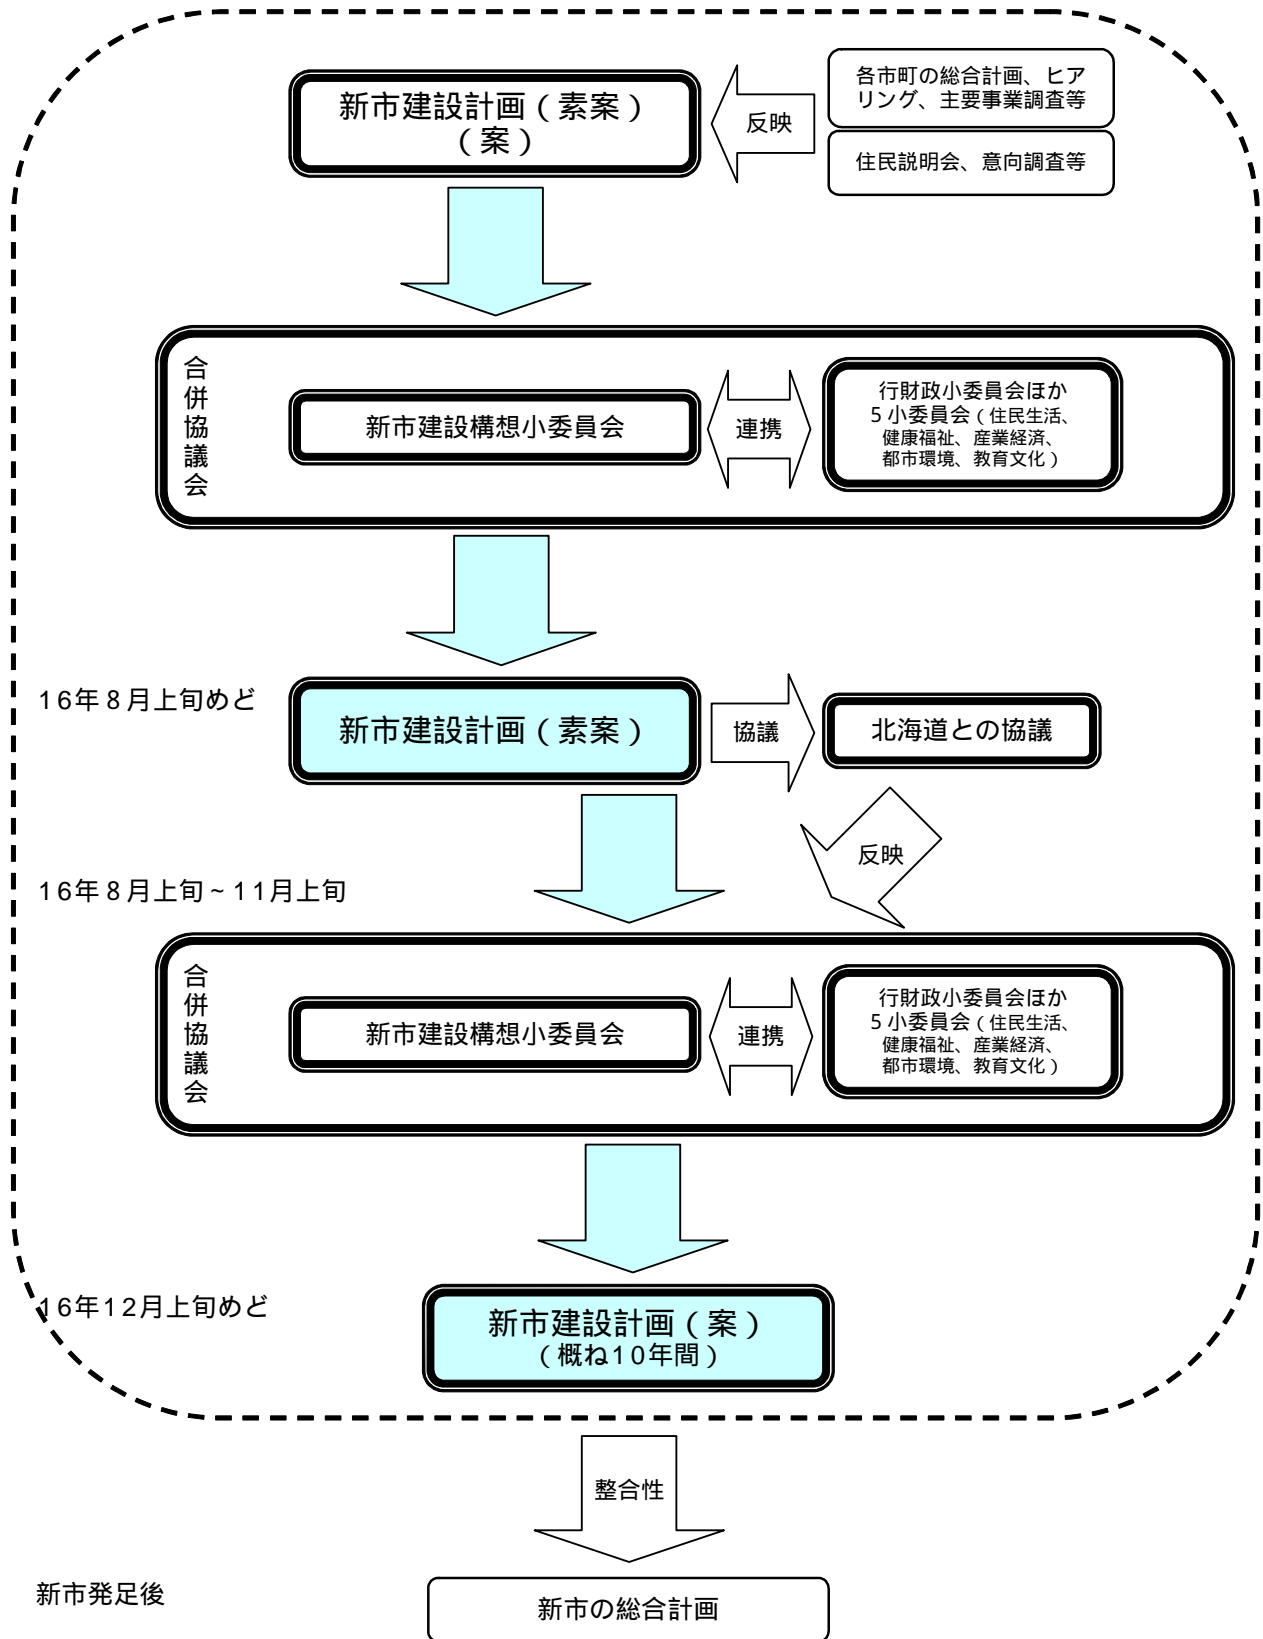 新市建設計画（素案）
（案）
反映
各市町の総合計画、ヒア
リング、主要事業調査等
住民説明会、意向調査等
合併協議会
新市建設構想小委員会
連携
行財政小委員会ほか
５小委員会（住民生活、
健康福祉、産業経済、
都市環境、教育文化）
16年８月上旬めど
新市建設計画（素案）
協議
北海道との協議
反映
16年８月上旬~11月上旬
合併協議会
新市建設構想小委員会
連携
行財政小委員会ほか
５小委員会（住民生活、
健康福祉、産業経済、
都市環境、教育文化）
16年12月上旬めど
新市建設計画（案）
（概ね10年間）
整合性
新市発足後
新市の総合計画